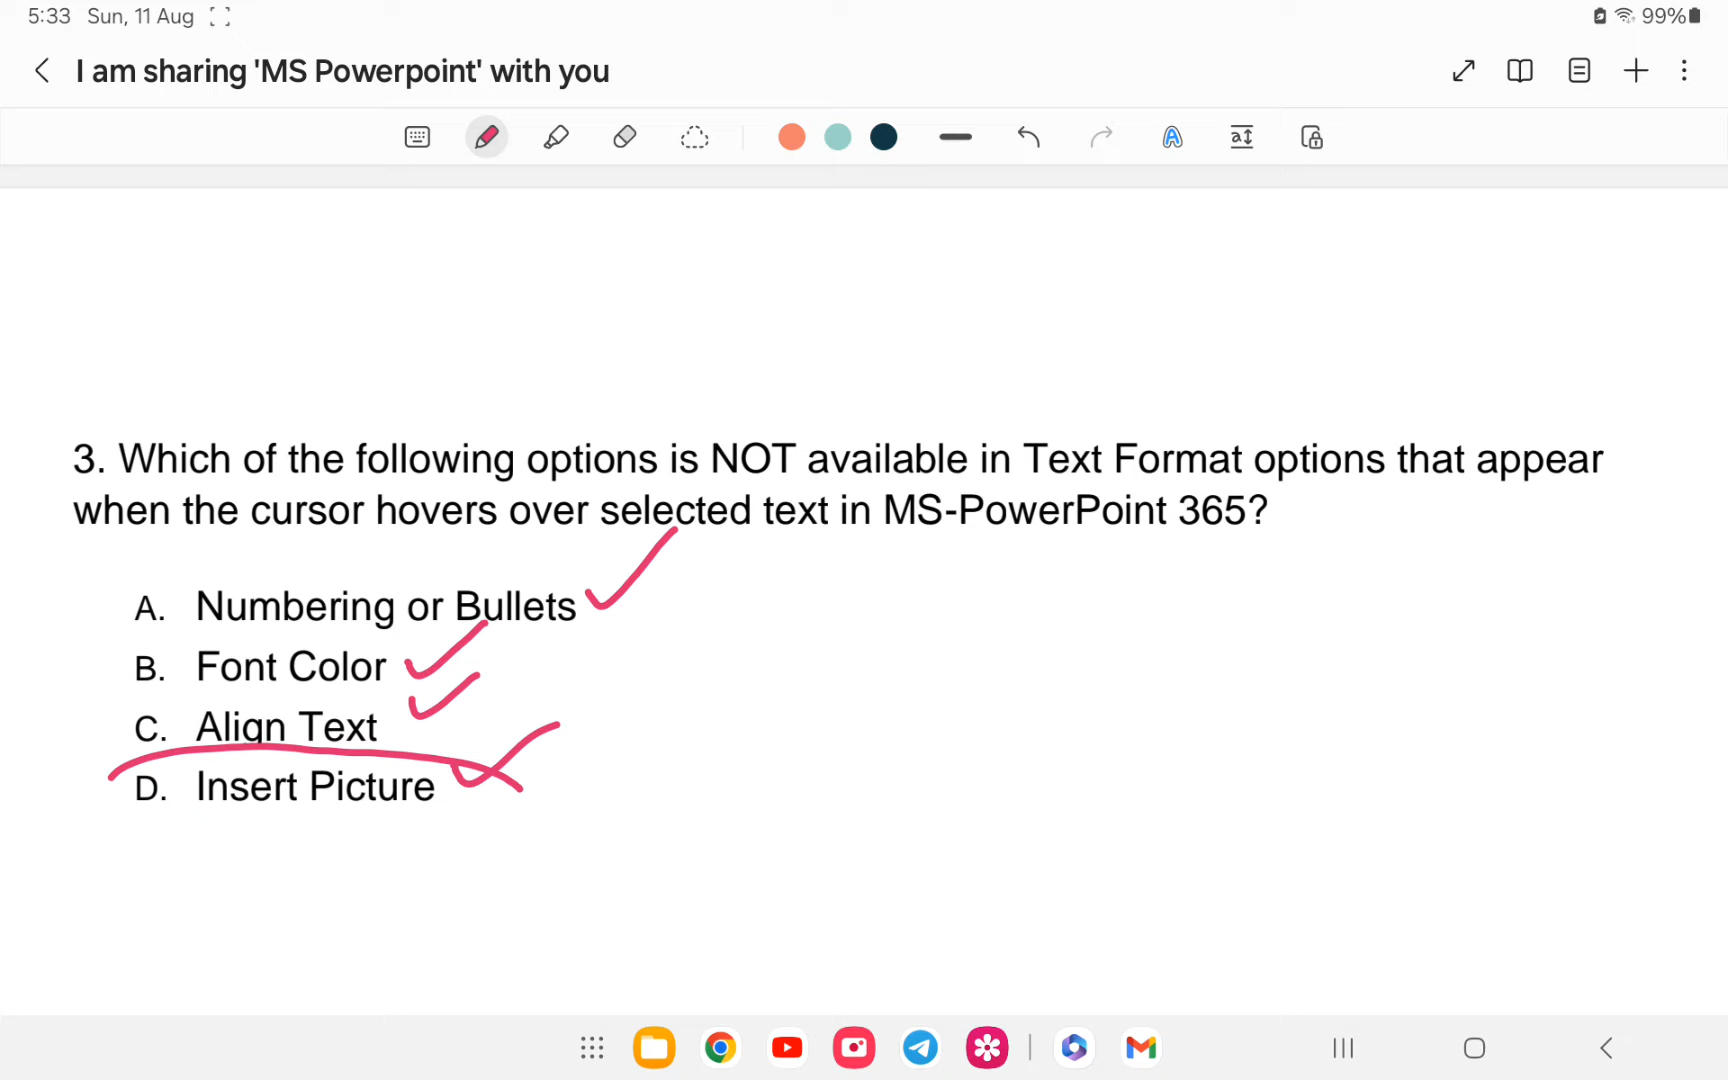 5:33 Sun, 11 Aug 99%
I am sharing 'MS Powerpoint' with you
3. Which of the following options is NOT available in Text Format options that appear
when the cursor hovers over selected text in MS-PowerPoint 365?
A. Numbering or Bullets
B. Font Color
C. Align Text
D. Insert Picture